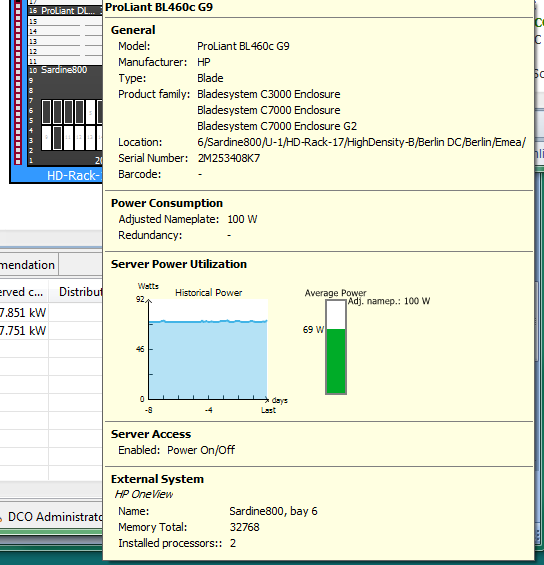 ProLiant BL460c G9
General
Model: ProLiant BL460c G9
Manufacturer: HP
Type: Blade
Product family: Bladesystem C3000 Enclosure
Bladesystem C7000 Enclosure
Bladesystem C7000 Enclosure G2
Location: 6/Sardine800/U-1/HD-Rack-17/HighDensity-B/Berlin DC/Berlin/Emea/
Serial Number: 2M253408K7
Barcode: -
Power Consumption
Adjusted Nameplate: 100 W
Redundancy: -
Server Power Utilization
Watts
Historical Power
92
46
0
-8
-4
Last
days
Average Power
Adj. namep.: 100 W
69 W
Server Access
Enabled: Power On/Off
External System
HP OneView
Name: Sardine800, bay 6
Memory Total: 32768
Installed processors:: 2
16 ProLiant DL... 3
15
14
13
12
11
10 Sardine800
9
8
7
6
5
4
3
2
1
HD-Rack-
mendation
erved c... Distribut
7.851 kW
7.751 kW
DCO Administrato